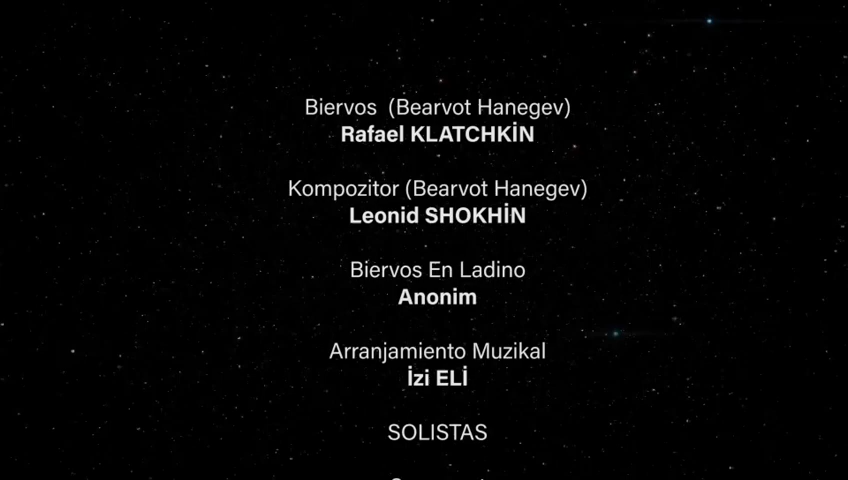 Biervos (Bearvot Hanegev)
Rafael KLATCHKİN
Kompozitor (Bearvot Hanegev)
Leonid SHOKHİN
Biervos En Ladino
Anonim
Arranjamiento Muzikal
İzi ELİ
SOLISTAS